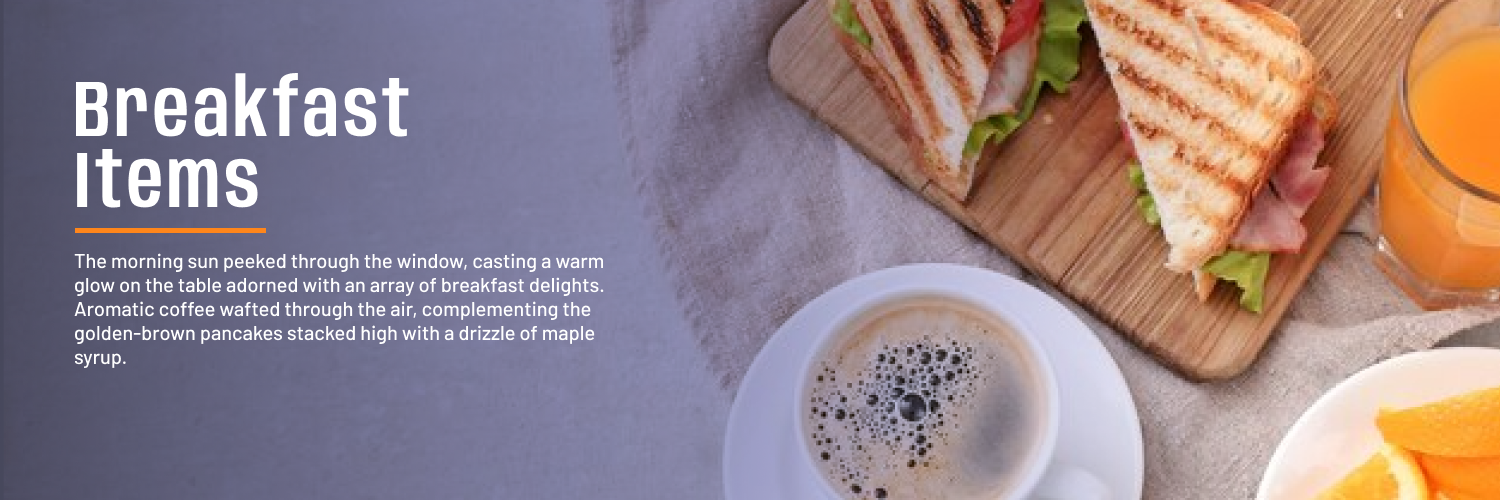 Breakfast
Items
The morning sun peeked through the window, casting a warm
glow on the table adorned with an array of breakfast delights.
Aromatic coffee wafted through the air, complementing the
golden-brown pancakes stacked high with a drizzle of maple
syrup.